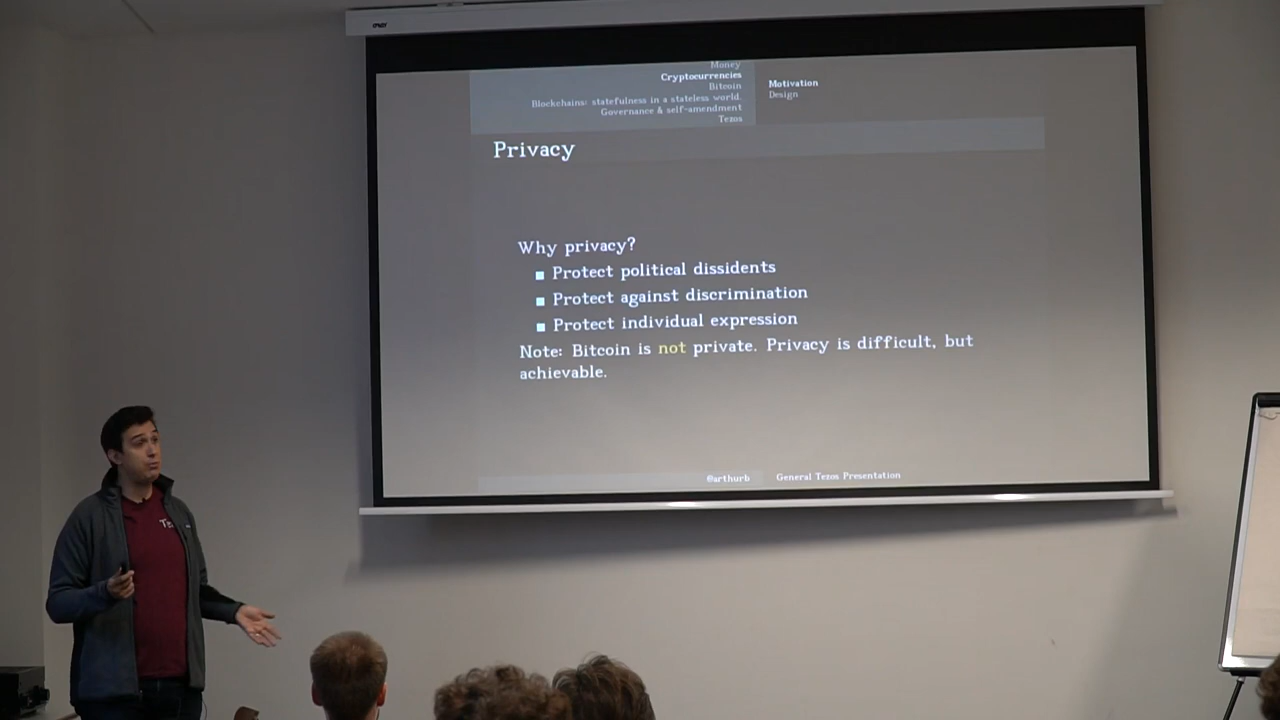 Money
Cryptocurrencies
Bitcoin
Blockchains: statefulness in a stateless world.
Governance & self-amendment
Tezos
Motivation
Design
Privacy
Why privacy?
Protect political dissidents
Protect against discrimination
Protect individual expression
Note: Bitcoin is not private. Privacy is difficult, but
achievable.
@arthurb
General Tezos Presentation